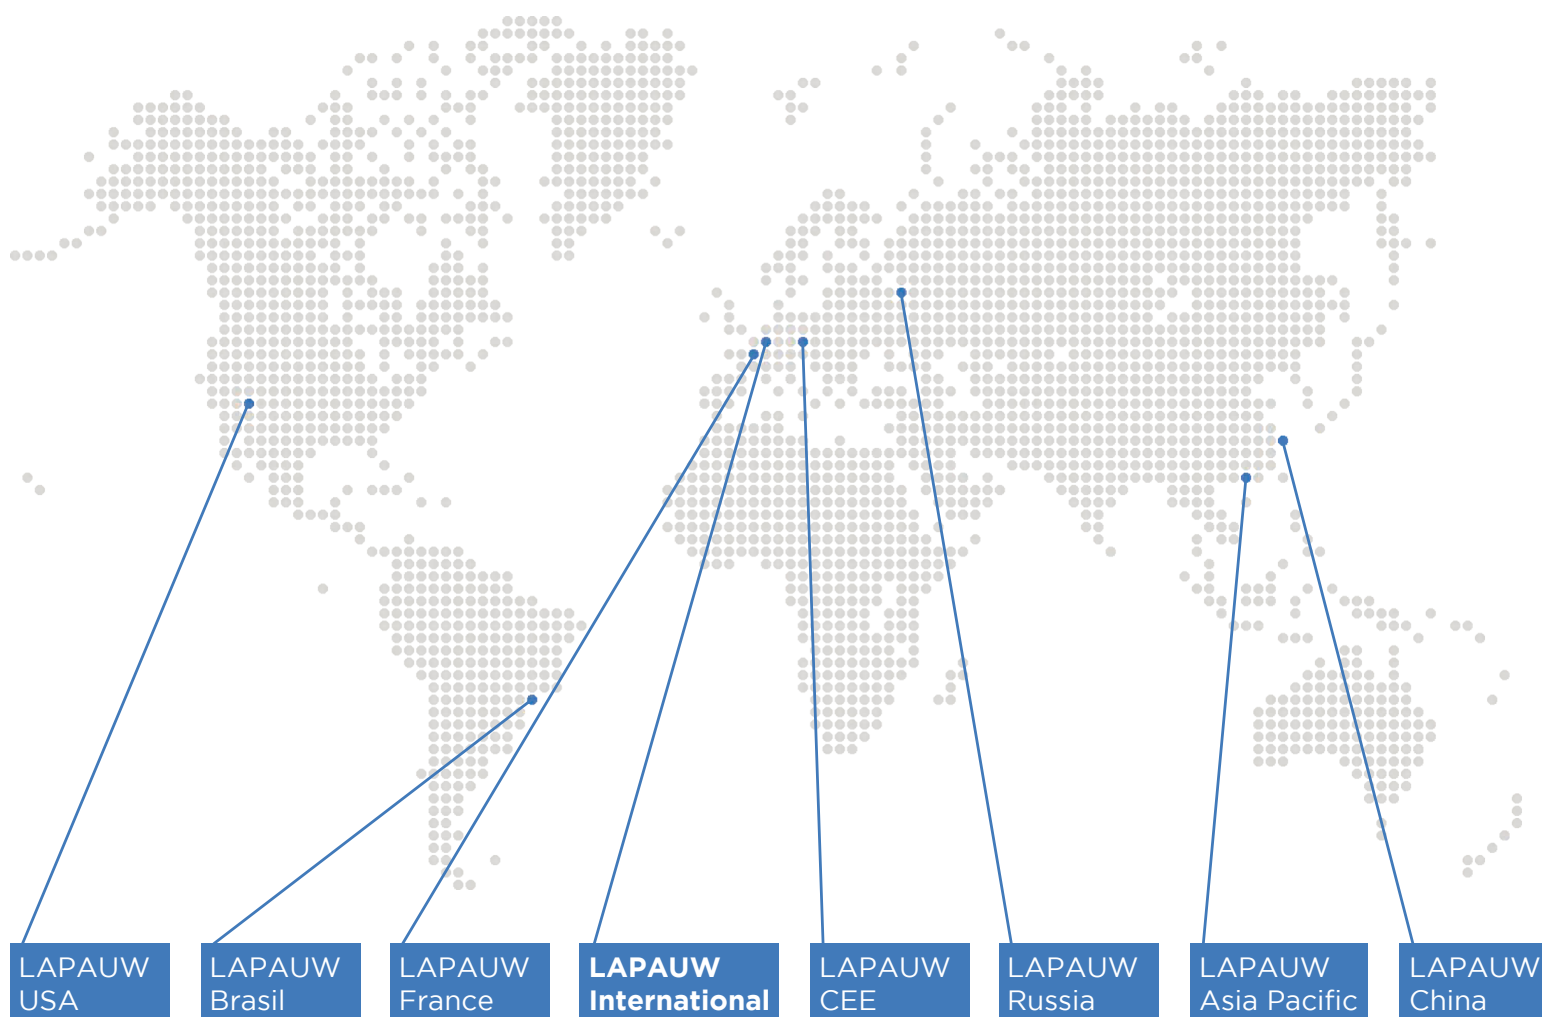 LAPAUW
USA
LAPAUW
Brasil
LAPAUW
France
LAPAUW
International
LAPAUW
CEE
LAPAUW
Russia
LAPAUW
Asia Pacific
LAPAUW
China